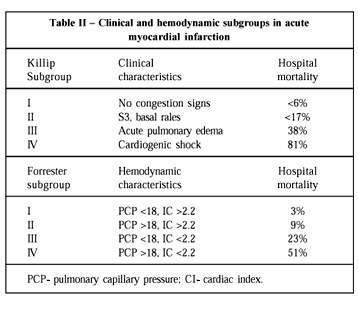 Table II – Clinical and hemodynamic subgroups in acute
myocardial infarction
Killip Clinical Hospital
Subgroup characteristics mortality
I No congestion signs <6%
II S3, basal rales <17%
III Acute pulmonary edema 38%
IV Cardiogenic shock 81%
Forrester Hemodynamic Hospital
subgroup characteristics mortality
I PCP <18, IC >2.2 3%
II PCP >18, IC >2.2 9%
III PCP <18, IC <2.2 23%
IV PCP >18, IC <2.2 51%
PCP- pulmonary capillary pressure; CI- cardiac index.